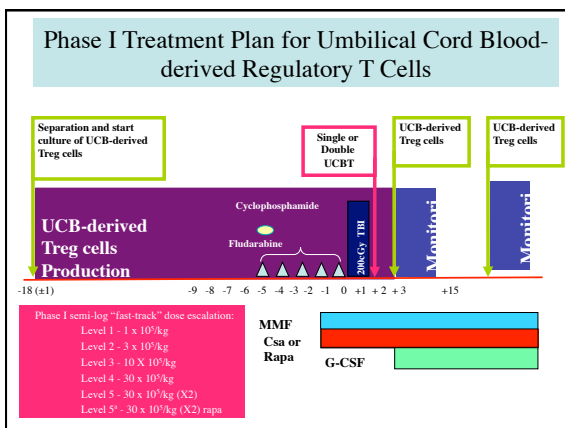 Phase I Treatment Plan for Umbilical Cord Blood-
derived Regulatory T Cells
Separation and start
culture of UCB-derived
Treg cells
Single or
Double
UCBT
UCB-derived
Treg cells
UCB-derived
Treg cells
UCB-derived
Treg cells
Production
Cyclophosphamide
Fludarabine
200cGy TBI
Monitori
Monitori
-18 (±1) -9 -8 -7 -6 -5 -4 -3 -2 -1 0 +1 + 2 + 3 +15
Phase I semi-log “fast-track” dose escalation:
Level 1 - 1 x 10⁵/kg
Level 2 - 3 x 10⁵/kg
Level 3 - 10 X 10⁵/kg
Level 4 - 30 x 10⁵/kg
Level 5 - 30 x 10⁵/kg (X2)
Level 5ª - 30 x 10⁵/kg (X2) rapa
MMF
Csa or
Rapa
G-CSF